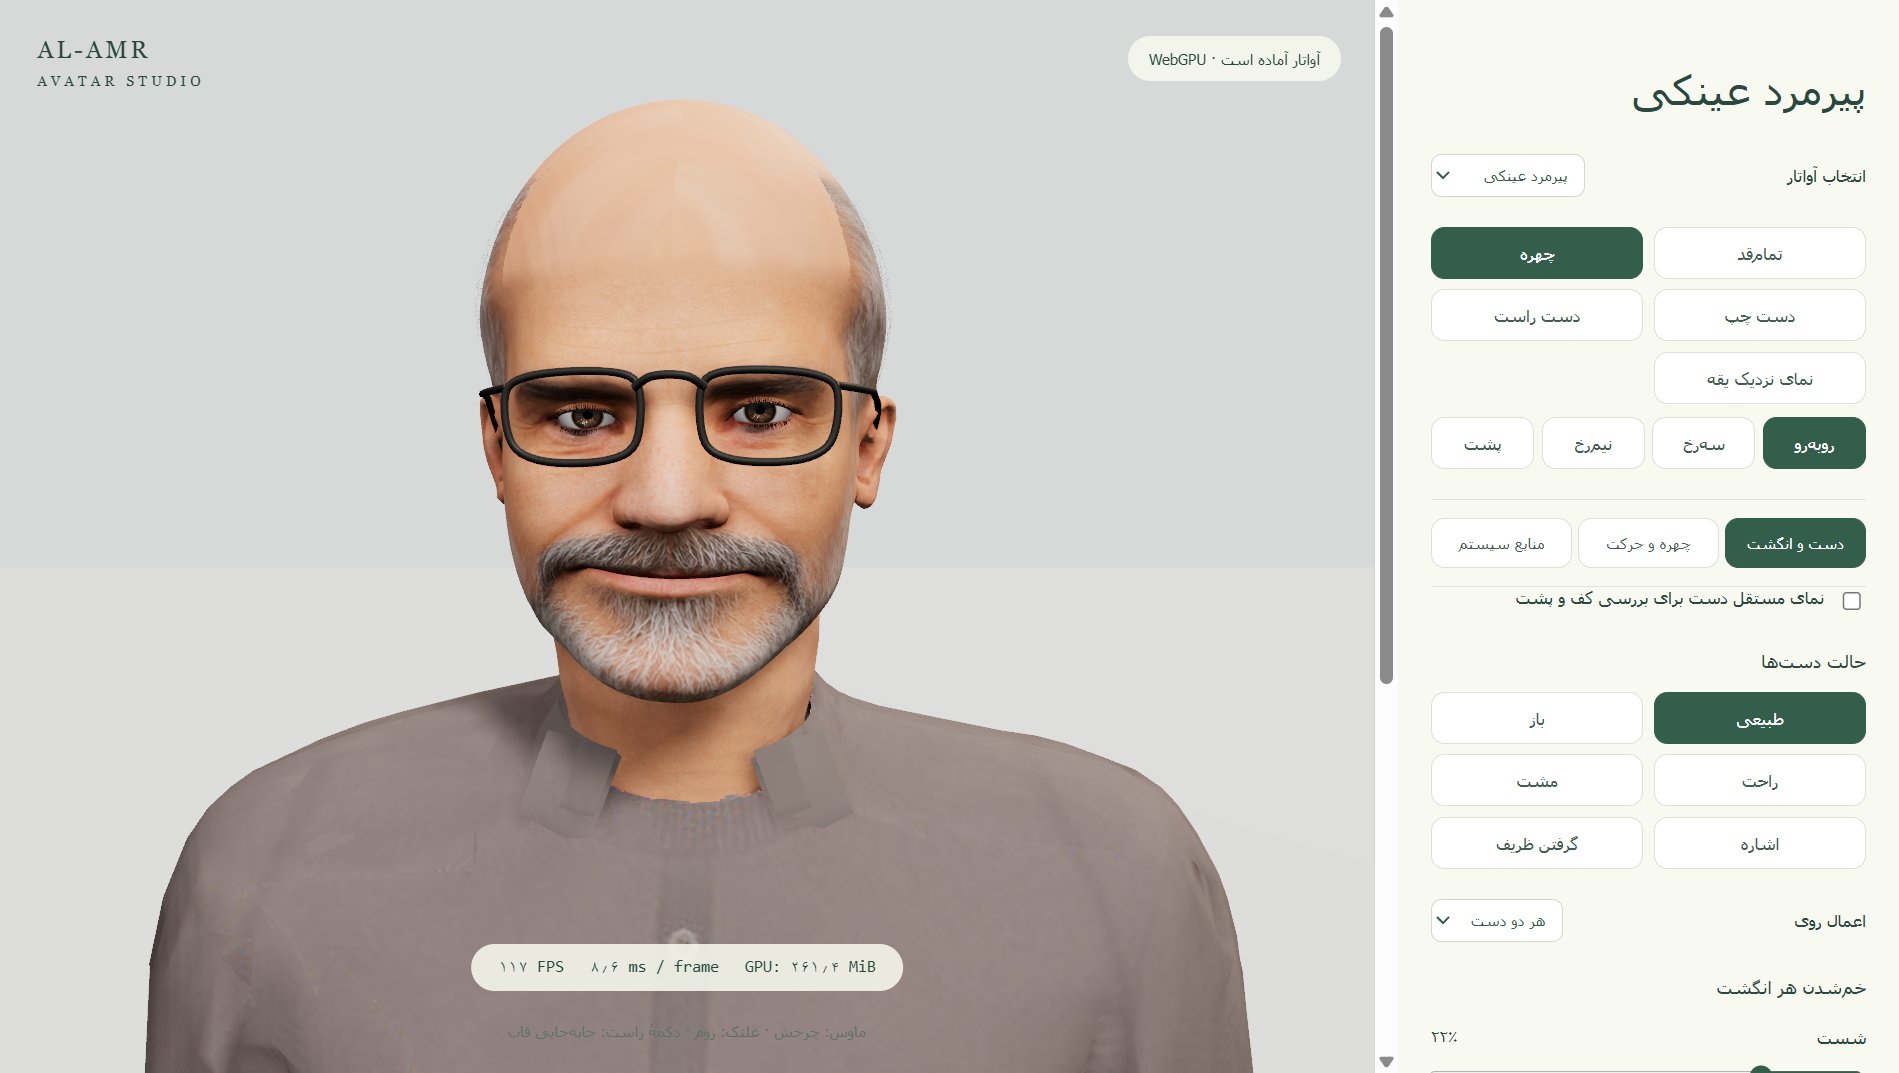 AL-AMR
AVATAR STUDIO
آواتار آماده است · WebGPU
۱۱۷ FPS ۸٫۶ ms / frame GPU: ۲۶۱٫۴ MiB
ماوس: چرخش · غلتک: زوم · دکمهٔ راست: جابه‌جایی قاب
پیرمرد عینکی
انتخاب آواتار
پیرمرد عینکی
تمام‌قد
چهره
دست چپ
دست راست
نمای نزدیک یقه
روبه‌رو
سه‌رخ
نیم‌رخ
پشت
دست و انگشت
چهره و حرکت
منابع سیستم
نمای مستقل دست برای بررسی کف و پشت
حالت دست‌ها
طبیعی
باز
راحت
مشت
اشاره
گرفتن ظریف
اعمال روی
هر دو دست
خم‌شدن هر انگشت
شست
۲۲٪